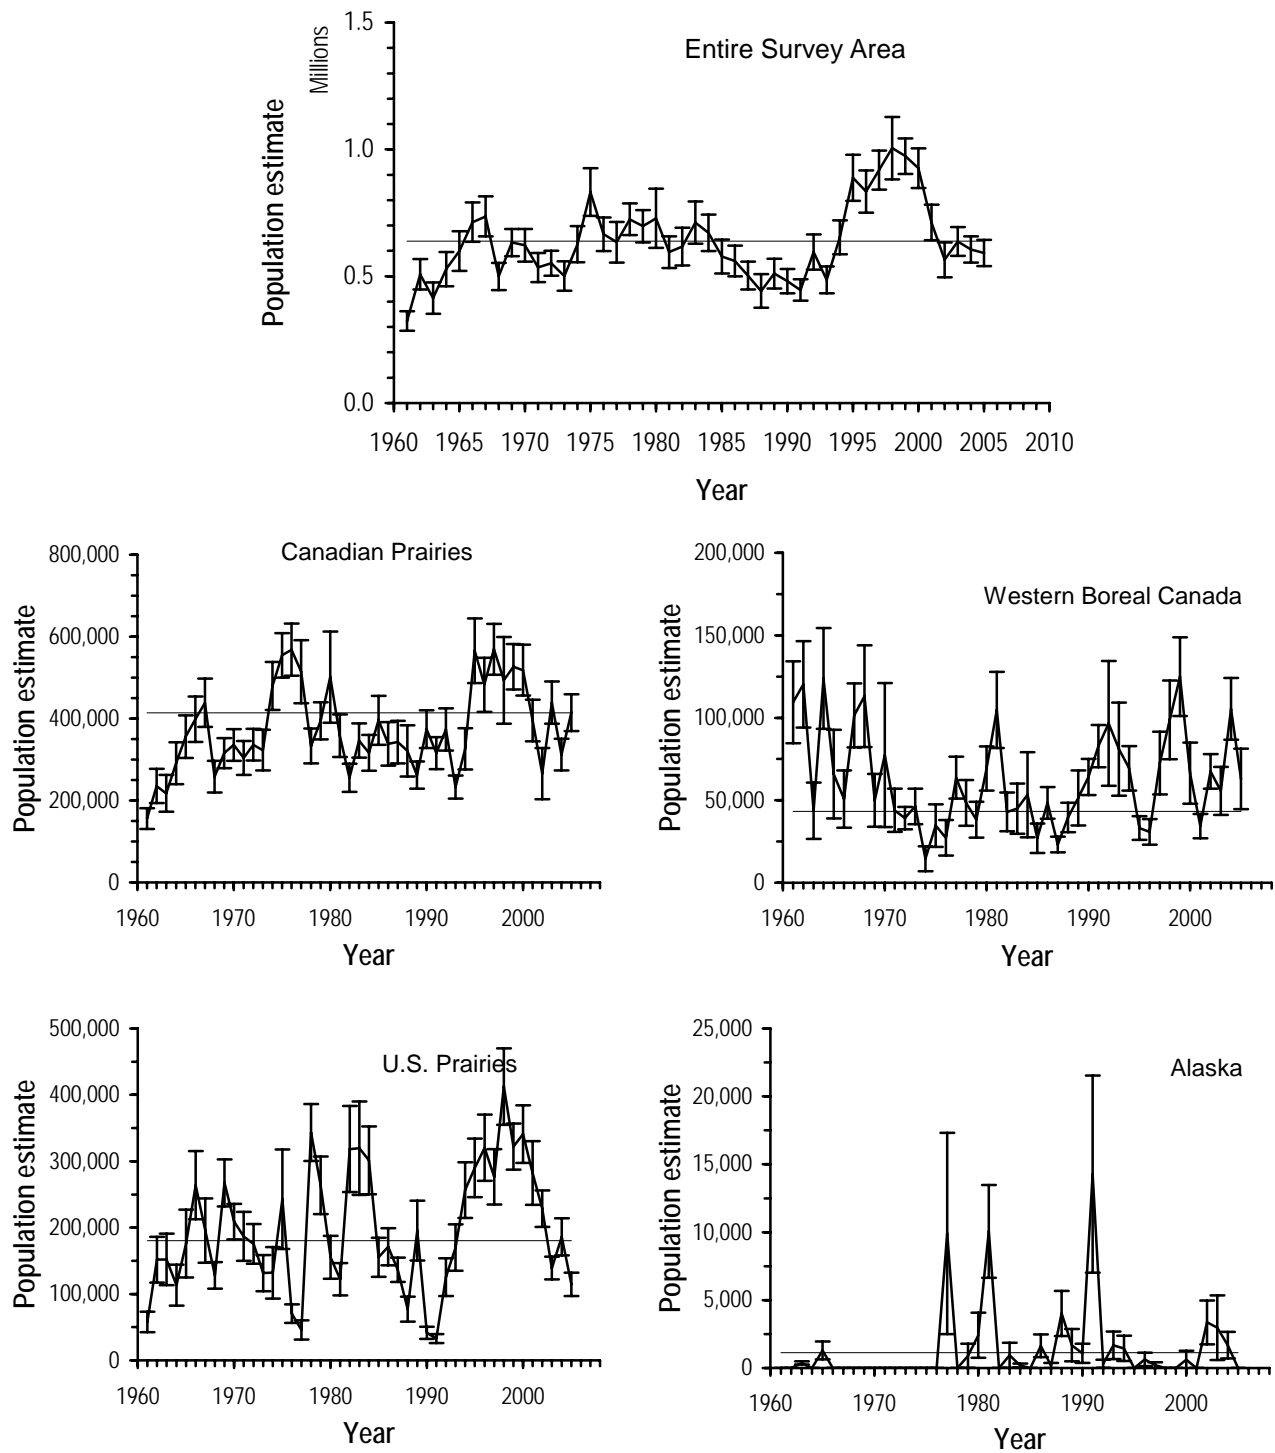 1.5
Millions
Entire Survey Area
Population estimate
1.0
0.5
0.0
1960 1965 1970 1975 1980 1985 1990 1995 2000 2005 2010
Year
800,000
Canadian Prairies
600,000
Population estimate
400,000
200,000
0
1960 1970 1980 1990 2000
Year
200,000
Western Boreal Canada
150,000
Population estimate
100,000
50,000
0
1960 1970 1980 1990 2000
Year
500,000
U.S. Prairies
400,000
Population estimate
300,000
200,000
100,000
0
1960 1970 1980 1990 2000
Year
25,000
Alaska
20,000
Population estimate
15,000
10,000
5,000
0
1960 1970 1980 1990 2000
Year